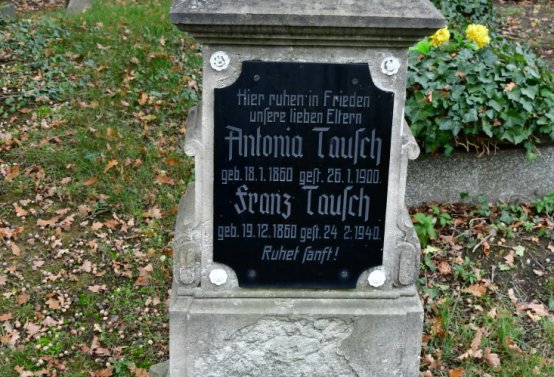 Hier ruhen in Frieden
unsere lieben Eltern
Antonia Tausch
geb. 18.1.1860 gest. 26.1.1900.
Franz Tausch
geb. 19.12.1860 gest. 24.2.1940.
Ruhet sanft!